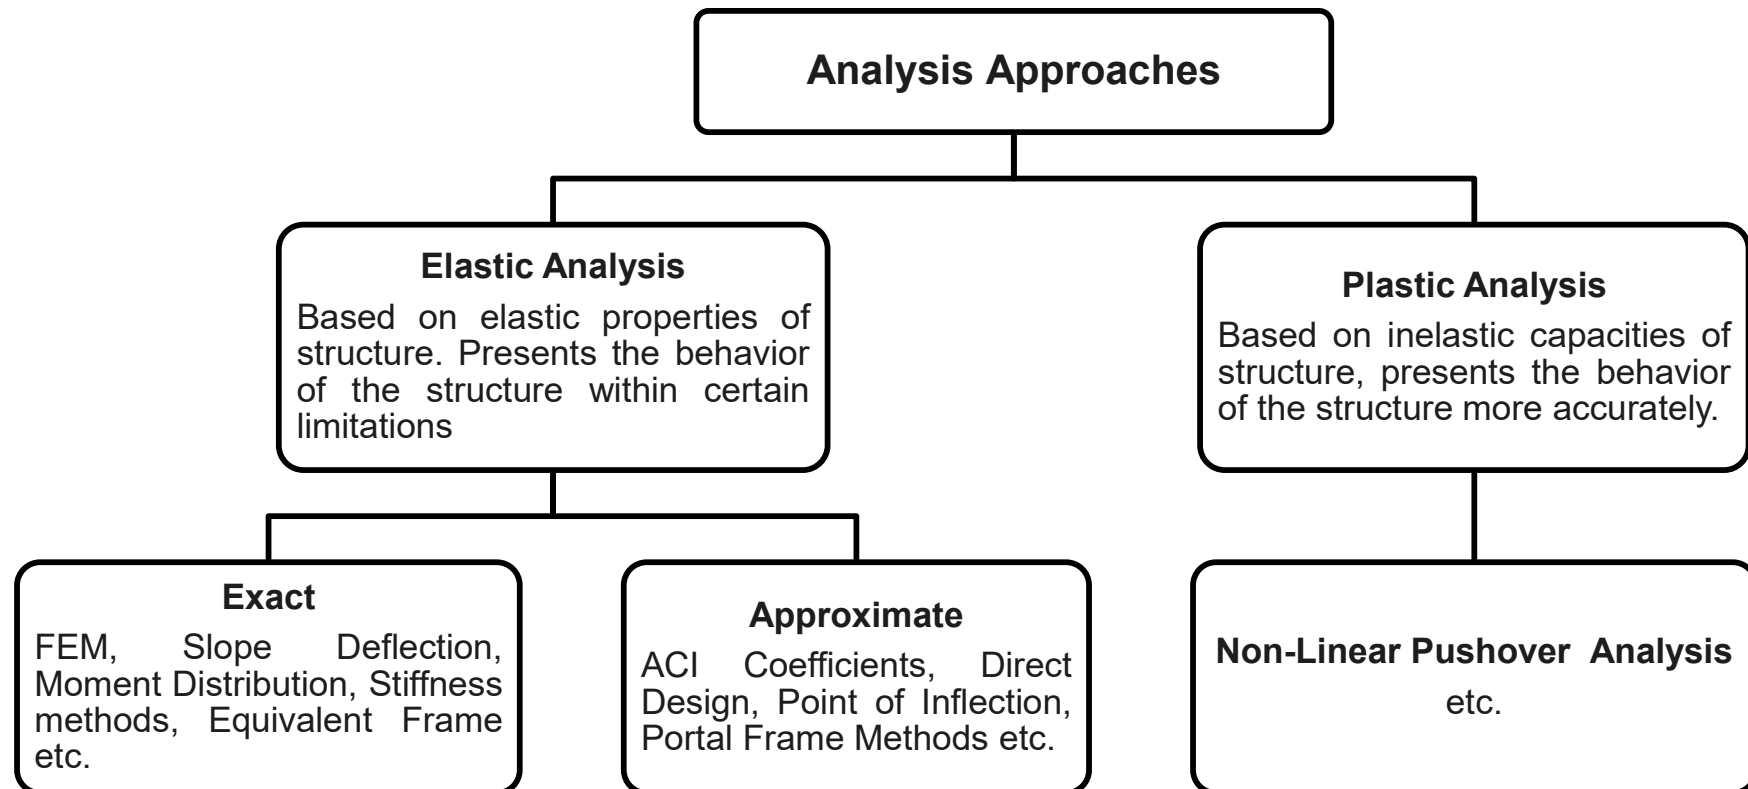 Analysis Approaches
Elastic Analysis
Based on elastic properties of
structure. Presents the behavior
of the structure within certain
limitations
Plastic Analysis
Based on inelastic capacities of
structure, presents the behavior
of the structure more accurately.
Exact
FEM, Slope Deflection,
Moment Distribution, Stiffness
methods, Equivalent Frame
etc.
Approximate
ACI Coefficients, Direct
Design, Point of Inflection,
Portal Frame Methods etc.
Non-Linear Pushover Analysis
etc.